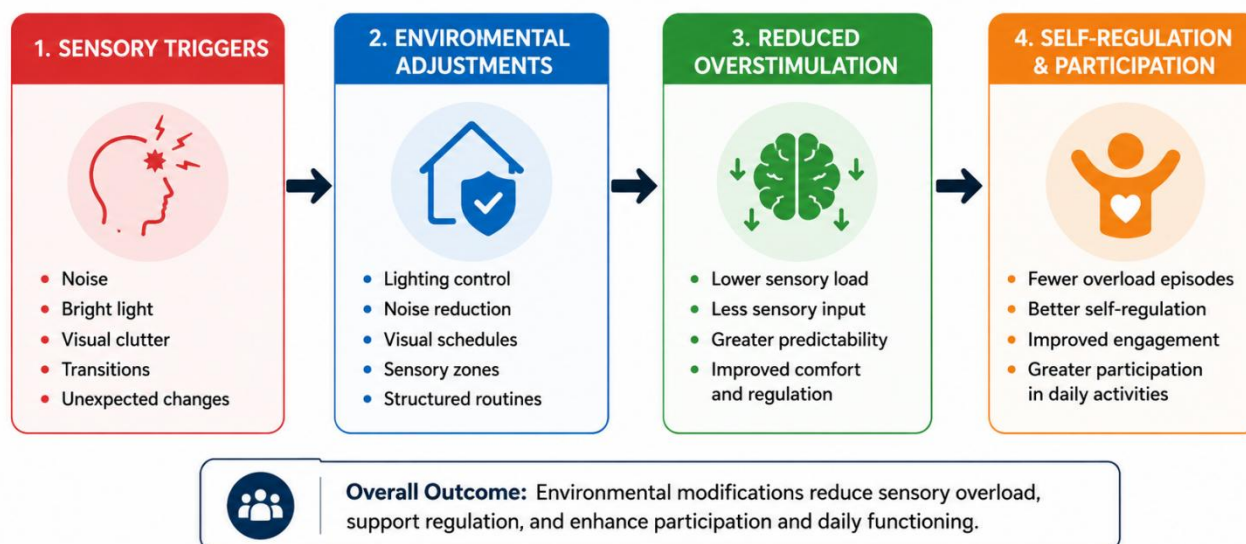 1. SENSORY TRIGGERS
• Noise
• Bright light
• Visual clutter
• Transitions
• Unexpected changes
2. ENVIROIMENTAL
ADJUSTMENTS
• Lighting control
• Noise reduction
• Visual schedules
• Sensory zones
• Structured routines
3. REDUCED
OVERSTIMULATION
• Lower sensory load
• Less sensory input
• Greater predictability
• Improved comfort
and regulation
4. SELF-REGULATION
& PARTICIPATION
• Fewer overload episodes
• Better self-regulation
• Improved engagement
• Greater participation
in daily activities
Overall Outcome: Environmental modifications reduce sensory overload,
support regulation, and enhance participation and daily functioning.